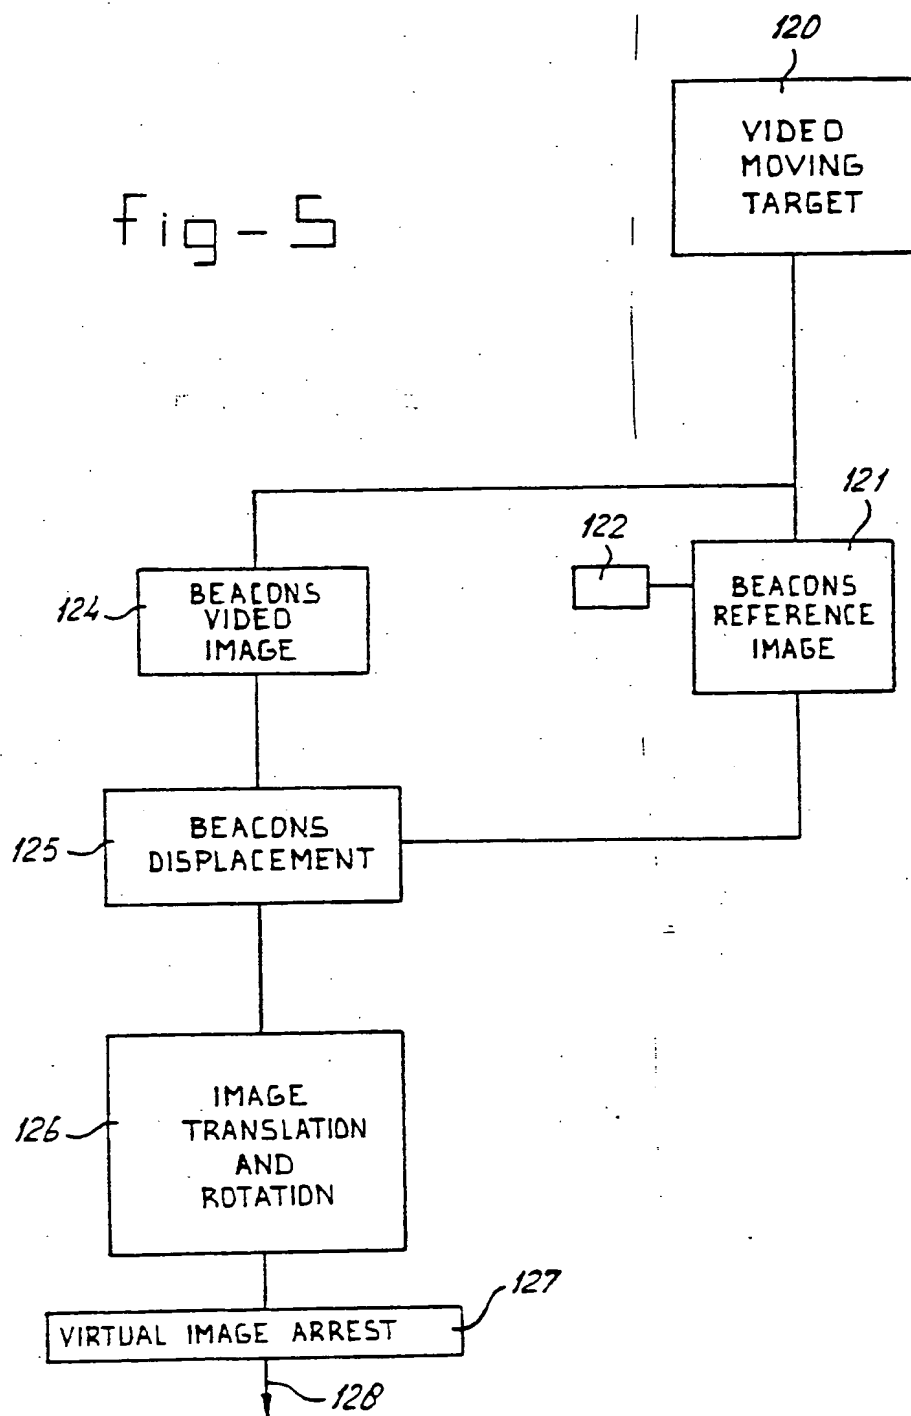 120
VIDEO
MOVING
TARGET
fig-5
121
122
BEACONS
REFERENCE
IMAGE
124
BEACONS
VIDEO
IMAGE
125
BEACONS
DISPLACEMENT
126
IMAGE
TRANSLATION
AND
ROTATION
127
VIRTUAL IMAGE ARREST
128